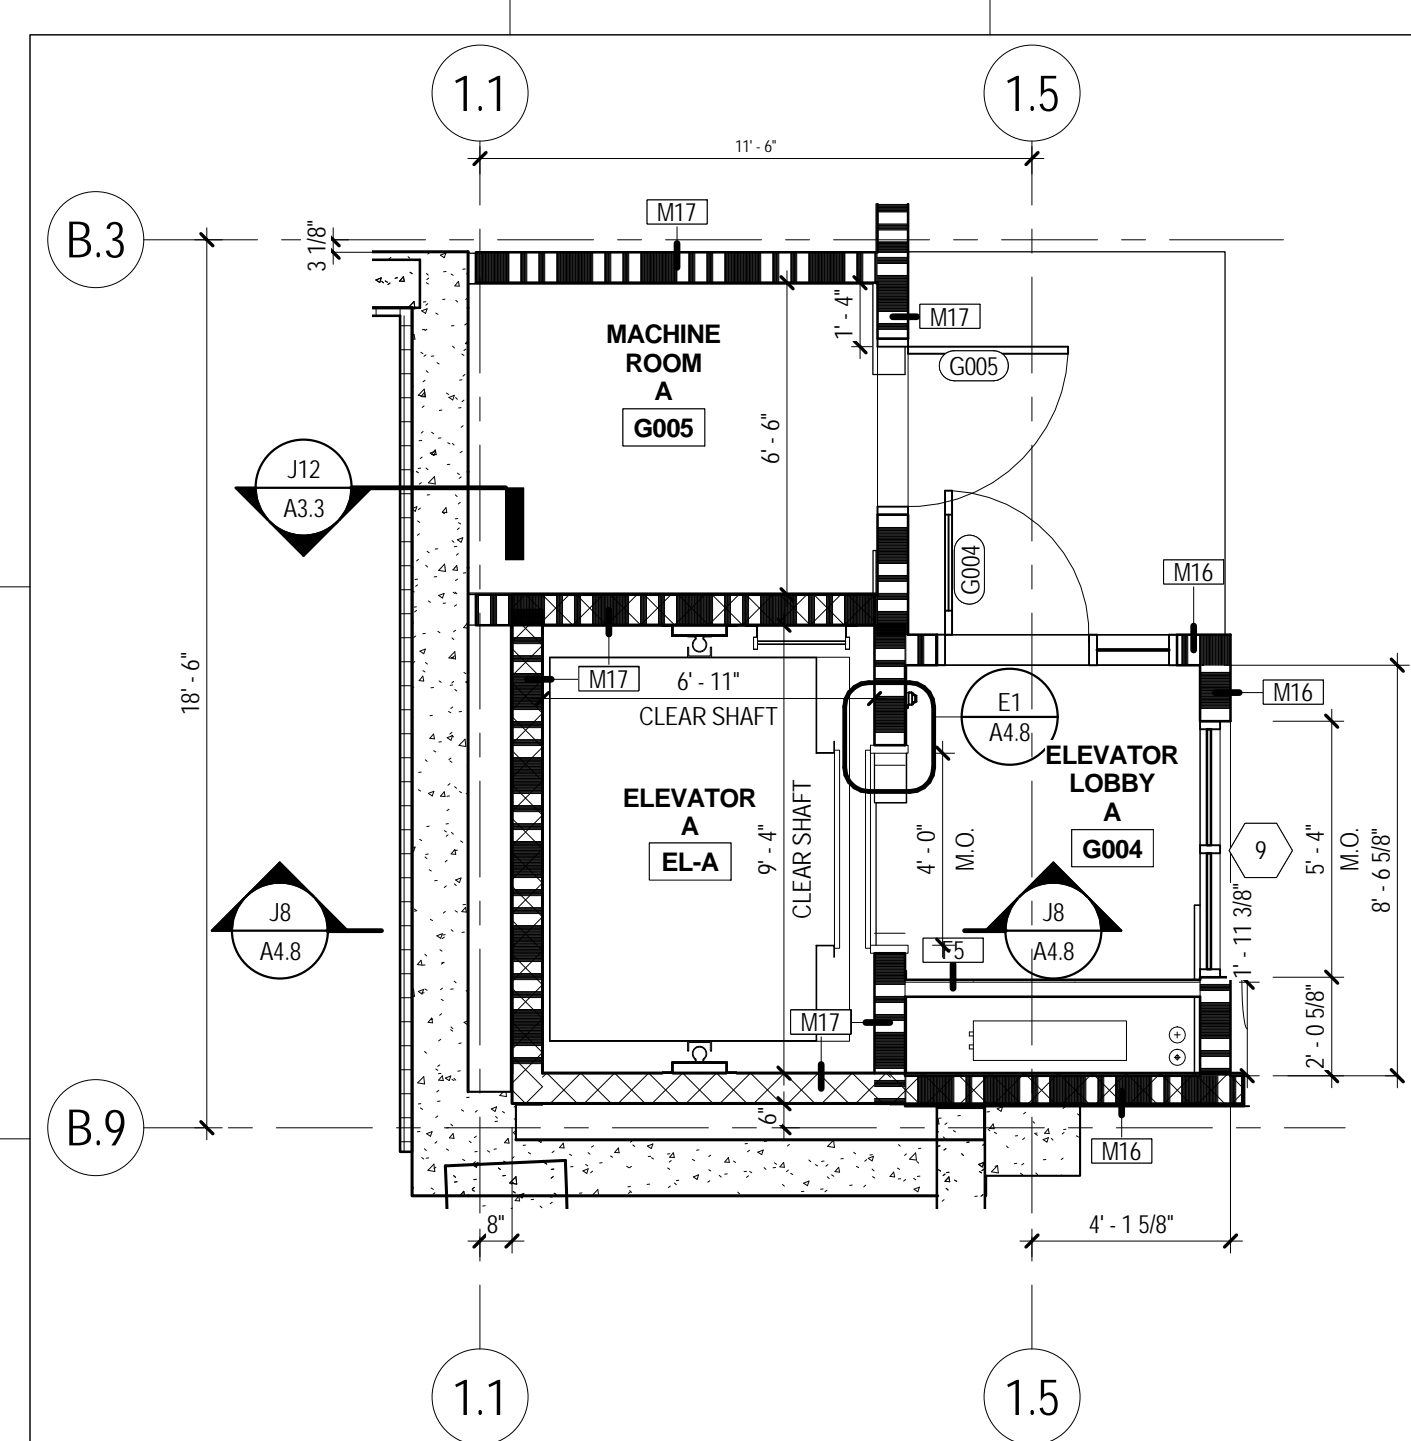 1.1
1.5
11' - 6"
B.3
3 1/8"
M17
1' - 4"
M17
MACHINE
ROOM
A
G005
G005
6' - 6"
J12
A3.3
G004
M16
18' - 6"
M17
6' - 11"
CLEAR SHAFT
E1
A4.8
M16
ELEVATOR
A
EL-A
9' - 4"
CLEAR SHAFT
4' - 0"
M.O.
ELEVATOR
LOBBY
A
G004
9
5' - 4"
M.O.
8' - 6 5/8"
J8
A4.8
J8
A4.8
1' - 11 3/8"
M17
2' - 0 5/8"
6"
B.9
M16
8"
4' - 1 5/8"
1.1
1.5